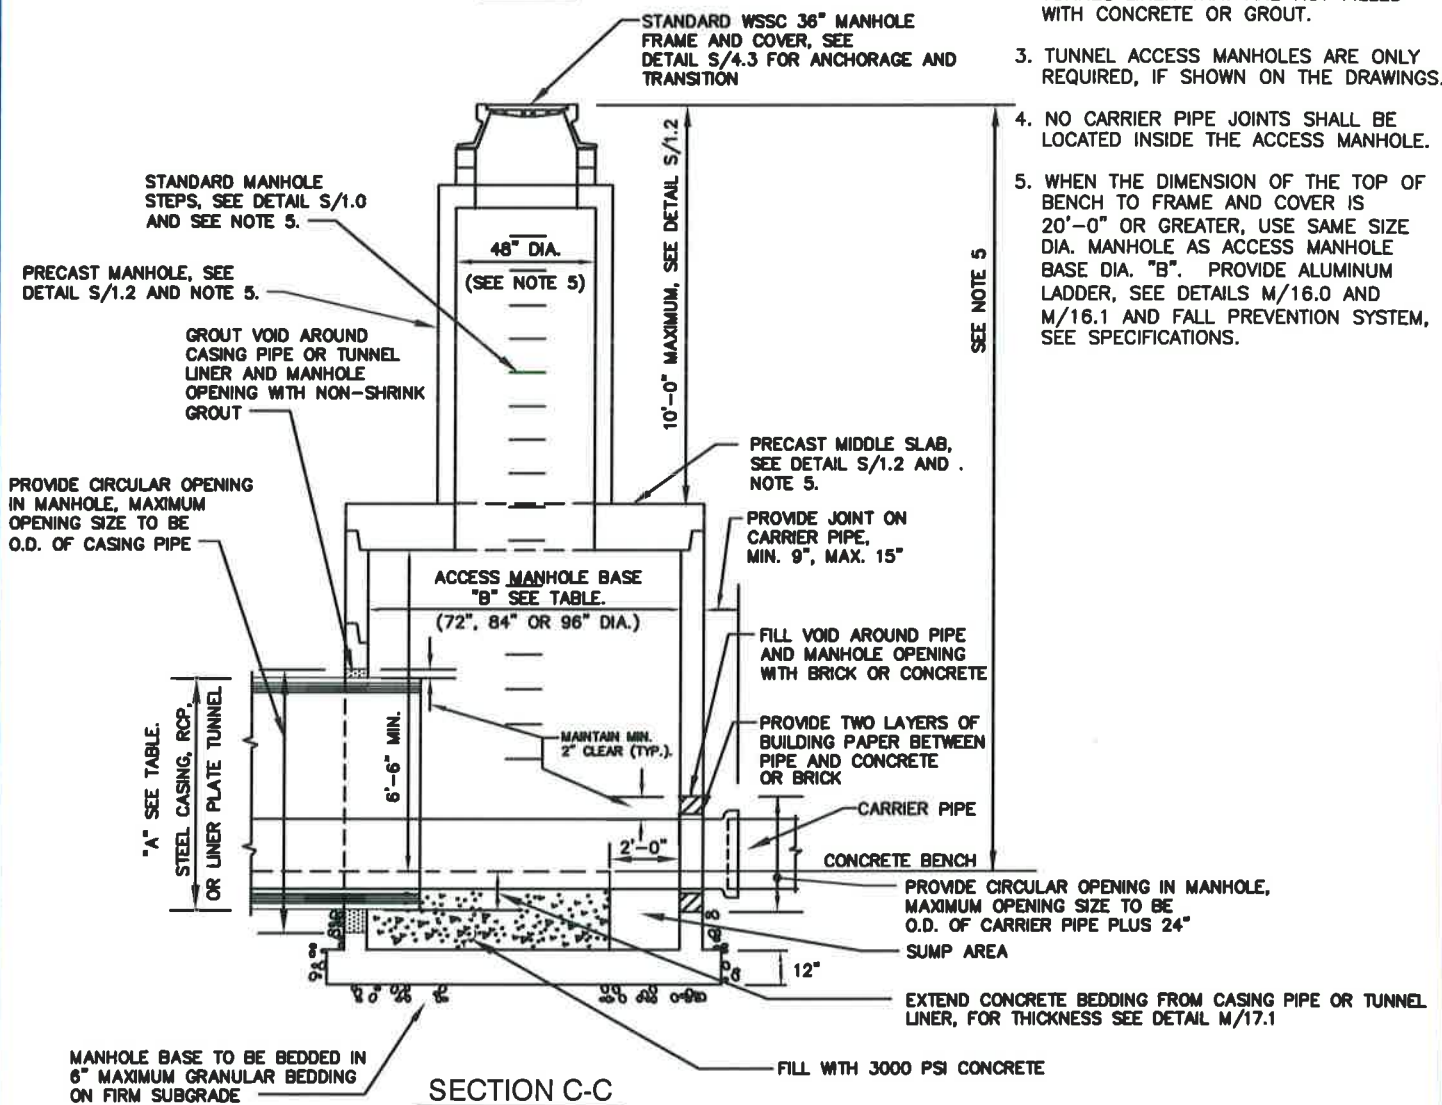 WITH CONCRETE OR GROUT.
3. TUNNEL ACCESS MANHOLES ARE ONLY
REQUIRED, IF SHOWN ON THE DRAWINGS.
4. NO CARRIER PIPE JOINTS SHALL BE
LOCATED INSIDE THE ACCESS MANHOLE.
5. WHEN THE DIMENSION OF THE TOP OF
BENCH TO FRAME AND COVER IS
20'-0" OR GREATER, USE SAME SIZE
DIA. MANHOLE AS ACCESS MANHOLE
BASE DIA. "B". PROVIDE ALUMINUM
LADDER, SEE DETAILS M/16.0 AND
M/16.1 AND FALL PREVENTION SYSTEM,
SEE SPECIFICATIONS.
STANDARD WSSC 36" MANHOLE
FRAME AND COVER, SEE
DETAIL S/4.3 FOR ANCHORAGE AND
TRANSITION
STANDARD MANHOLE
STEPS, SEE DETAIL S/1.0
AND SEE NOTE 5.
48" DIA.
(SEE NOTE 5)
10'-0" MAXIMUM, SEE DETAIL S/1.2
SEE NOTE 5
PRECAST MANHOLE, SEE
DETAIL S/1.2 AND NOTE 5.
GROUT VOID AROUND
CASING PIPE OR TUNNEL
LINER AND MANHOLE
OPENING WITH NON-SHRINK
GROUT
PRECAST MIDDLE SLAB,
SEE DETAIL S/1.2 AND .
NOTE 5.
PROVIDE CIRCULAR OPENING
IN MANHOLE, MAXIMUM
OPENING SIZE TO BE
O.D. OF CASING PIPE
PROVIDE JOINT ON
CARRIER PIPE,
MIN. 9", MAX. 15"
ACCESS MANHOLE BASE
"B" SEE TABLE.
(72", 84" OR 96" DIA.)
FILL VOID AROUND PIPE
AND MANHOLE OPENING
WITH BRICK OR CONCRETE
"A" SEE TABLE.
STEEL CASING, RCP,
OR LINER PLATE TUNNEL
6'-6" MIN.
MAINTAIN MIN.
2" CLEAR (TYP.).
PROVIDE TWO LAYERS OF
BUILDING PAPER BETWEEN
PIPE AND CONCRETE
OR BRICK
CARRIER PIPE
2'-0"
CONCRETE BENCH
PROVIDE CIRCULAR OPENING IN MANHOLE,
MAXIMUM OPENING SIZE TO BE
O.D. OF CARRIER PIPE PLUS 24"
SUMP AREA
12"
EXTEND CONCRETE BEDDING FROM CASING PIPE OR TUNNEL
LINER, FOR THICKNESS SEE DETAIL M/17.1
FILL WITH 3000 PSI CONCRETE
MANHOLE BASE TO BE BEDDED IN
6" MAXIMUM GRANULAR BEDDING
ON FIRM SUBGRADE
SECTION C-C